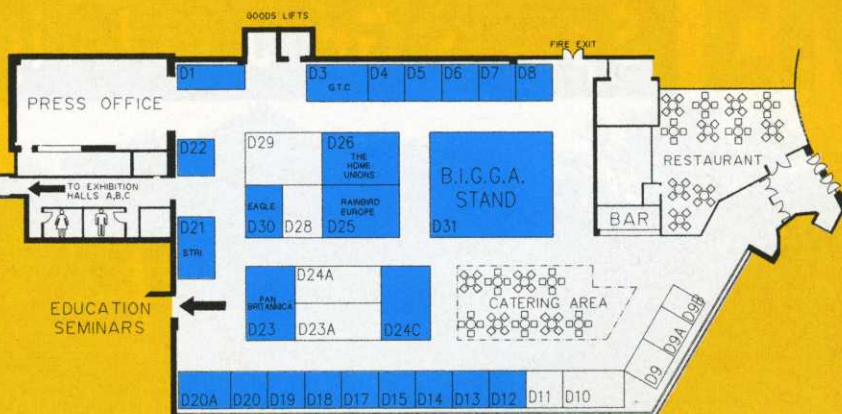 GOODS LIFTS
FIRE EXIT
D1
D3
G.T.C
D4
D5
D6
D7
D8
PRESS OFFICE
D22
D29
D26
THE
HOME
UNIONS
B.I.G.G.A.
STAND
D31
RESTAURANT
TO EXHIBITION
HALLS A,B,C
EAGLE
D30
D28
RAINBIRD
EUROPE
D25
BAR
D21
STRI
EDUCATION
SEMINARS
PAN
BRITANNICA
D23
D24A
D23A
D24C
CATERING AREA
D9B
D9A
D9
D20A
D20
D19
D18
D17
D15
D14
D13
D12
D11
D10